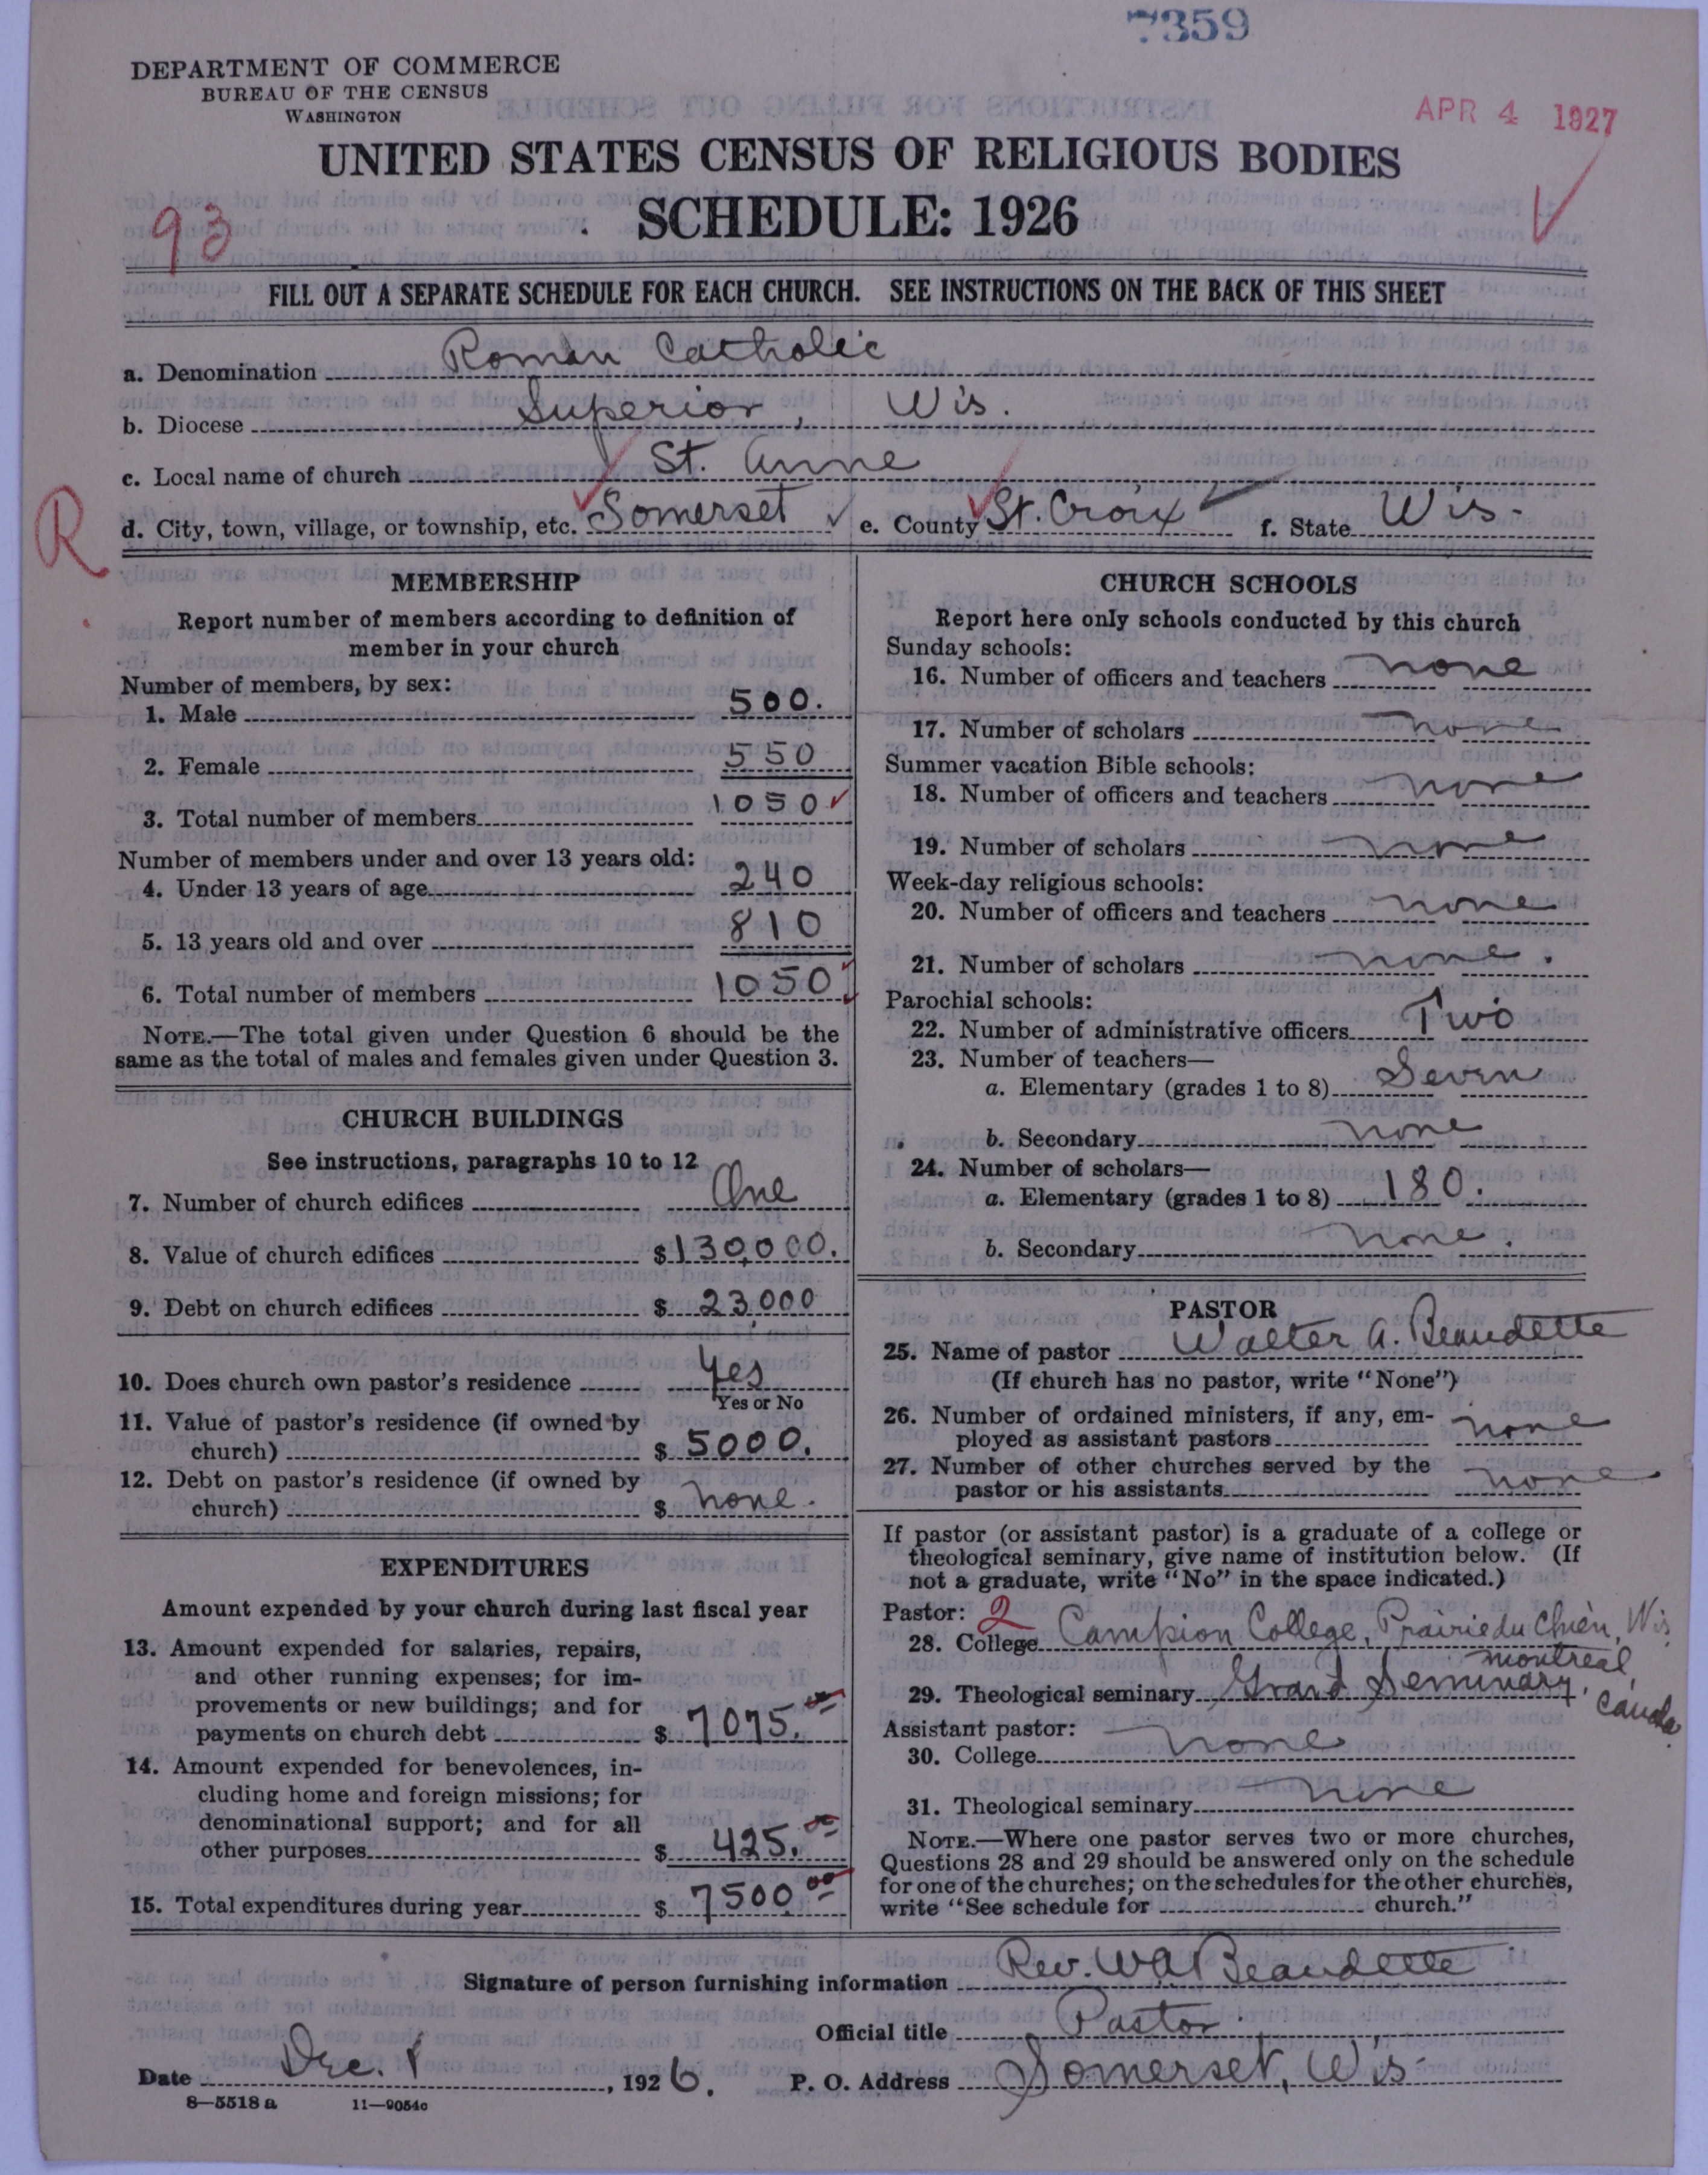 7359
DEPARTMENT OF COMMERCE
BUREAU OF THE CENSUS
WASHINGTON
APR 4 1927
UNITED STATES CENSUS OF RELIGIOUS BODIES
SCHEDULE: 1926
93
FILL OUT A SEPARATE SCHEDULE FOR EACH CHURCH. SEE INSTRUCTIONS ON THE BACK OF THIS SHEET
a. Denomination Roman Catholic
b. Diocese Superior, Wis.
c. Local name of church St. Anne
R
d. City, town, village, or township, etc. Somerset e. County St. Croix f. State Wis.
MEMBERSHIP
Report number of members according to definition of
member in your church
Number of members, by sex:
1. Male 500.
2. Female 550
3. Total number of members 1050
Number of members under and over 13 years old:
4. Under 13 years of age 240
5. 13 years old and over 810
6. Total number of members 1050
NOTE.—The total given under Question 6 should be the
same as the total of males and females given under Question 3.
CHURCH BUILDINGS
See instructions, paragraphs 10 to 12
7. Number of church edifices One
8. Value of church edifices $130,000.
9. Debt on church edifices $ 23,000
10. Does church own pastor's residence Yes
Yes or No
11. Value of pastor's residence (if owned by
church) $ 5000.
12. Debt on pastor's residence (if owned by
church) $ none.
EXPENDITURES
Amount expended by your church during last fiscal year
13. Amount expended for salaries, repairs,
and other running expenses; for im-
provements or new buildings; and for
payments on church debt $ 7075.00
14. Amount expended for benevolences, in-
cluding home and foreign missions; for
denominational support; and for all
other purposes $ 425.00
15. Total expenditures during year $ 7500.00
CHURCH SCHOOLS
Report here only schools conducted by this church
Sunday schools:
16. Number of officers and teachers none
17. Number of scholars none
Summer vacation Bible schools:
18. Number of officers and teachers none
19. Number of scholars none
Week-day religious schools:
20. Number of officers and teachers none
21. Number of scholars none.
Parochial schools:
22. Number of administrative officers Two
23. Number of teachers—
a. Elementary (grades 1 to 8) Seven
b. Secondary none
24. Number of scholars—
a. Elementary (grades 1 to 8) 180.
b. Secondary none.
PASTOR
25. Name of pastor Walter A. Beaudette
(If church has no pastor, write "None")
26. Number of ordained ministers, if any, em-
ployed as assistant pastors none
27. Number of other churches served by the
pastor or his assistants none
If pastor (or assistant pastor) is a graduate of a college or
theological seminary, give name of institution below. (If
not a graduate, write "No" in the space indicated.)
Pastor: 2
28. College Campion College, Prairie du Chien, Wis
29. Theological seminary Grand Seminary, Montreal, Canada.
Assistant pastor:
30. College none
31. Theological seminary none
NOTE.—Where one pastor serves two or more churches,
Questions 28 and 29 should be answered only on the schedule
for one of the churches; on the schedules for the other churches,
write "See schedule for church."
Signature of person furnishing information Rev. WA Beaudette
Official title Pastor
Date Dec. 1, 1926. P. O. Address Somerset, Wis.
8—5518 a 11—9054c